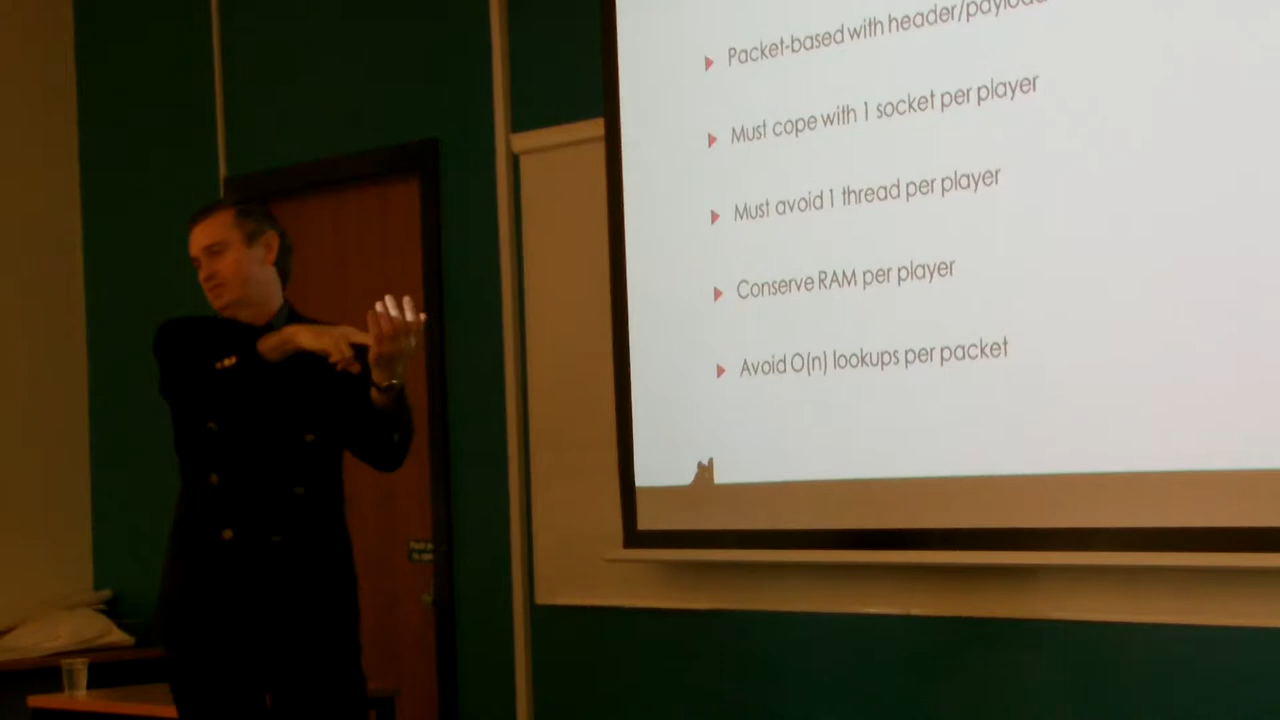 Packet-based with header/payload
Must cope with 1 socket per player
Must avoid 1 thread per player
Conserve RAM per player
Avoid O(n) lookups per packet